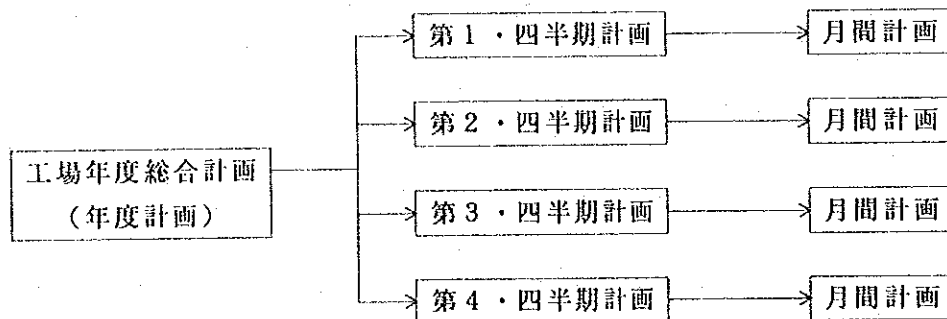 第1・四半期計画
月間計画
第2・四半期計画
月間計画
工場年度総合計画
(年度計画)
第3・四半期計画
月間計画
第4・四半期計画
月間計画